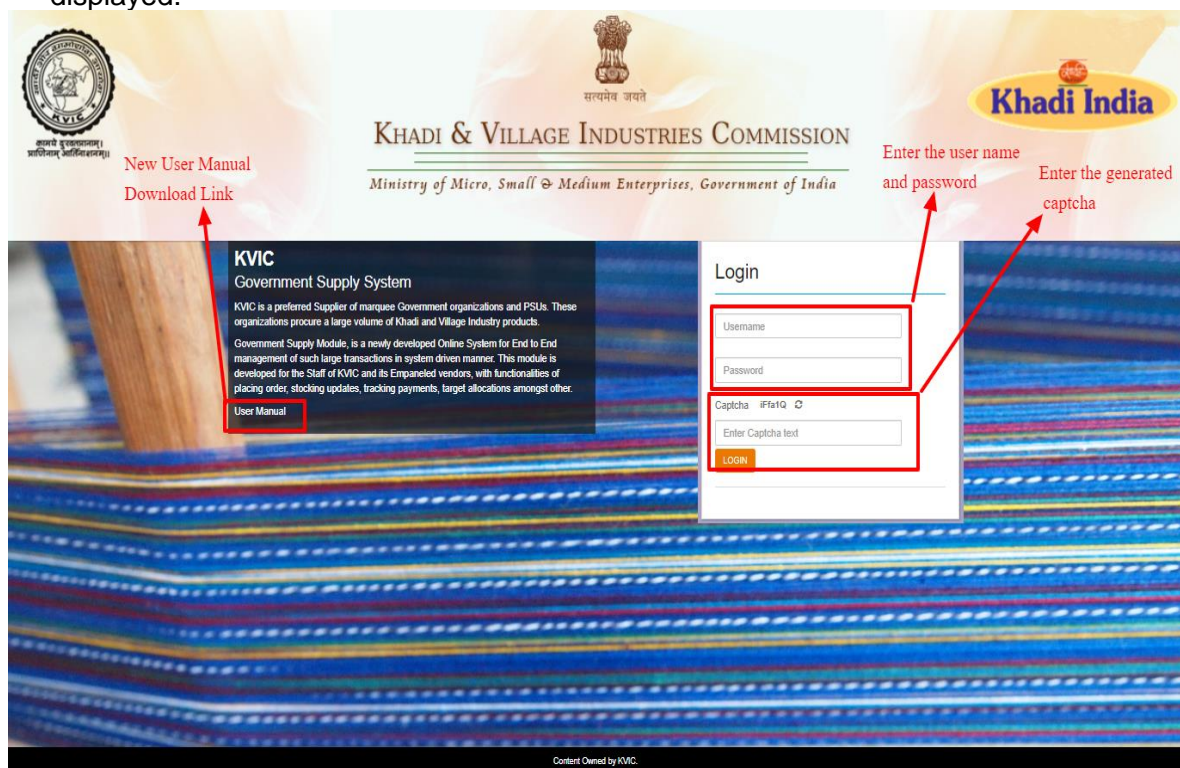 displayed.
KVIC
कामये दुःखतप्तानाम्।
प्राणिनाम् आर्तिनाशनम्॥
सत्यमेव जयते
KHADI & VILLAGE INDUSTRIES COMMISSION
Ministry of Micro, Small & Medium Enterprises, Government of India
Khadi India
New User Manual
Download Link
Enter the user name
and password
Enter the generated
captcha
KVIC
Government Supply System
KVIC is a preferred Supplier of marquee Government organizations and PSUs. These
organizations procure a large volume of Khadi and Village Industry products.
Government Supply Module, is a newly developed Online System for End to End
management of such large transactions in system driven manner. This module is
developed for the Staff of KVIC and its Empaneled vendors, with functionalities of
placing order, stocking updates, tracking payments, target allocations amongst other.
User Manual
Login
Username
Password
Captcha iFfa1Q
Enter Captcha text
LOGIN
Content Owned by KVIC.